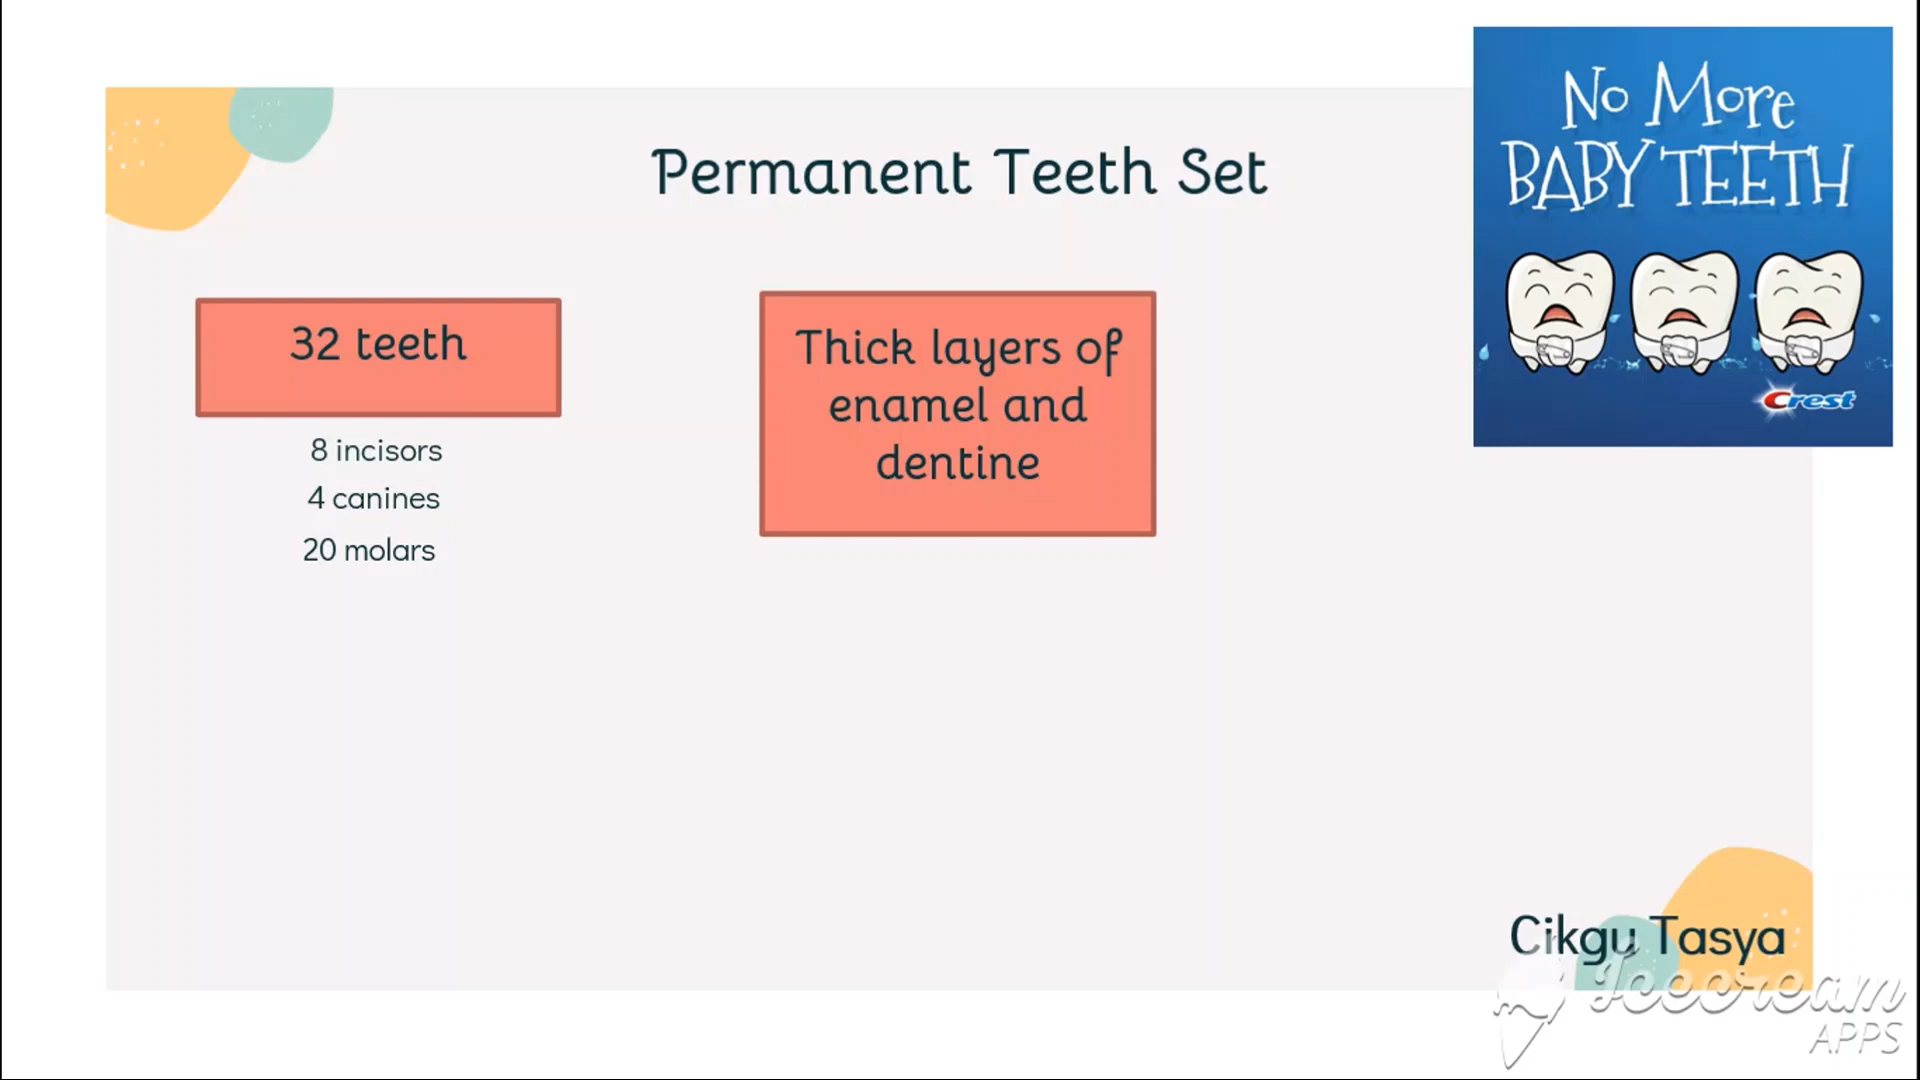 No More
BABY TEETH
Crest
Permanent Teeth Set
32 teeth
8 incisors
4 canines
20 molars
Thick layers of
enamel and
dentine
Cikgu Tasya
Icecream
APPS